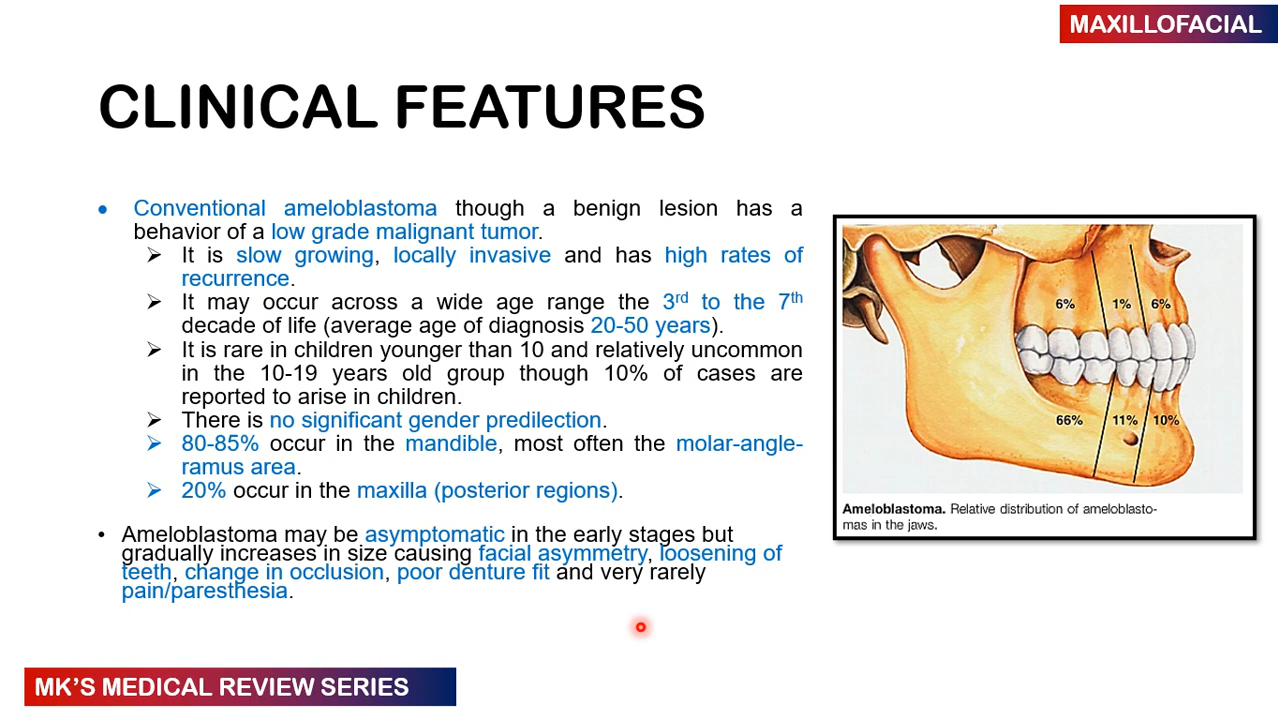 MAXILLOFACIAL
CLINICAL FEATURES
• Conventional ameloblastoma though a benign lesion has a
behavior of a low grade malignant tumor.
➢ It is slow growing, locally invasive and has high rates of
recurrence.
➢ It may occur across a wide age range the 3rd to the 7th
decade of life (average age of diagnosis 20-50 years).
➢ It is rare in children younger than 10 and relatively uncommon
in the 10-19 years old group though 10% of cases are
reported to arise in children.
➢ There is no significant gender predilection.
➢ 80-85% occur in the mandible, most often the molar-angle-
ramus area.
➢ 20% occur in the maxilla (posterior regions).
• Ameloblastoma may be asymptomatic in the early stages but
gradually increases in size causing facial asymmetry, loosening of
teeth, change in occlusion, poor denture fit and very rarely
pain/paresthesia.
6% 1% 6%
66% 11% 10%
Ameloblastoma. Relative distribution of ameloblasto-
mas in the jaws.
MK'S MEDICAL REVIEW SERIES